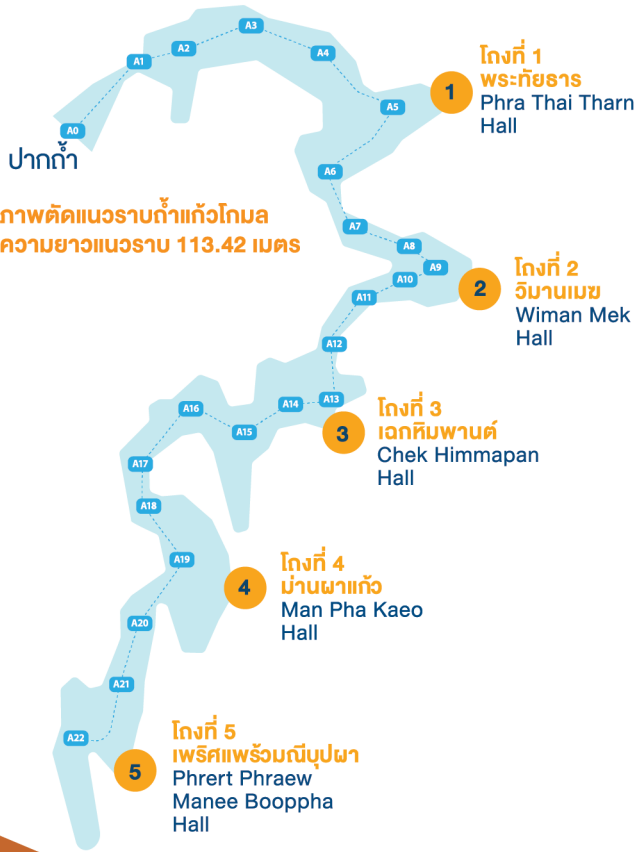 A0
ปากถ้ำ
A1
A2
A3
A4
A5
1
โถงที่ 1
พระทัยธาร
Phra Thai Tharn
Hall
ภาพตัดแนวราบถ้ำแก้วโกมล
ความยาวแนวราบ 113.42 เมตร
A6
A7
A8
A9
2
โถงที่ 2
วิมานเมฆ
Wiman Mek
Hall
A10
A11
A12
A13
3
โถงที่ 3
เฉกหิมพานต์
Chek Himmapan
Hall
A14
A15
A16
A17
A18
A19
4
โถงที่ 4
ม่านผาแก้ว
Man Pha Kaeo
Hall
A20
A21
A22
5
โถงที่ 5
เพริศแพร้วมณีบุปผา
Phrert Phraew
Manee Booppha
Hall